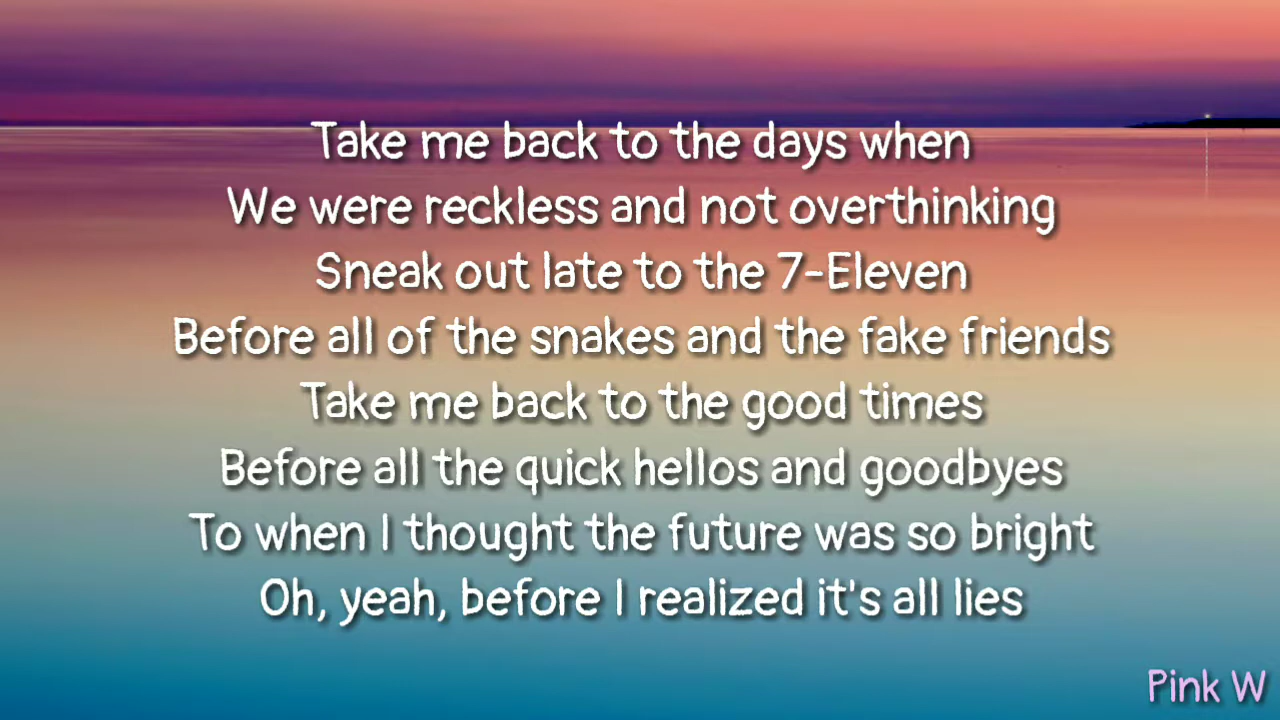 Take me back to the days when
We were reckless and not overthinking
Sneak out late to the 7-Eleven
Before all of the snakes and the fake friends
Take me back to the good times
Before all the quick hellos and goodbyes
To when I thought the future was so bright
Oh, yeah, before I realized it's all lies
Pink W